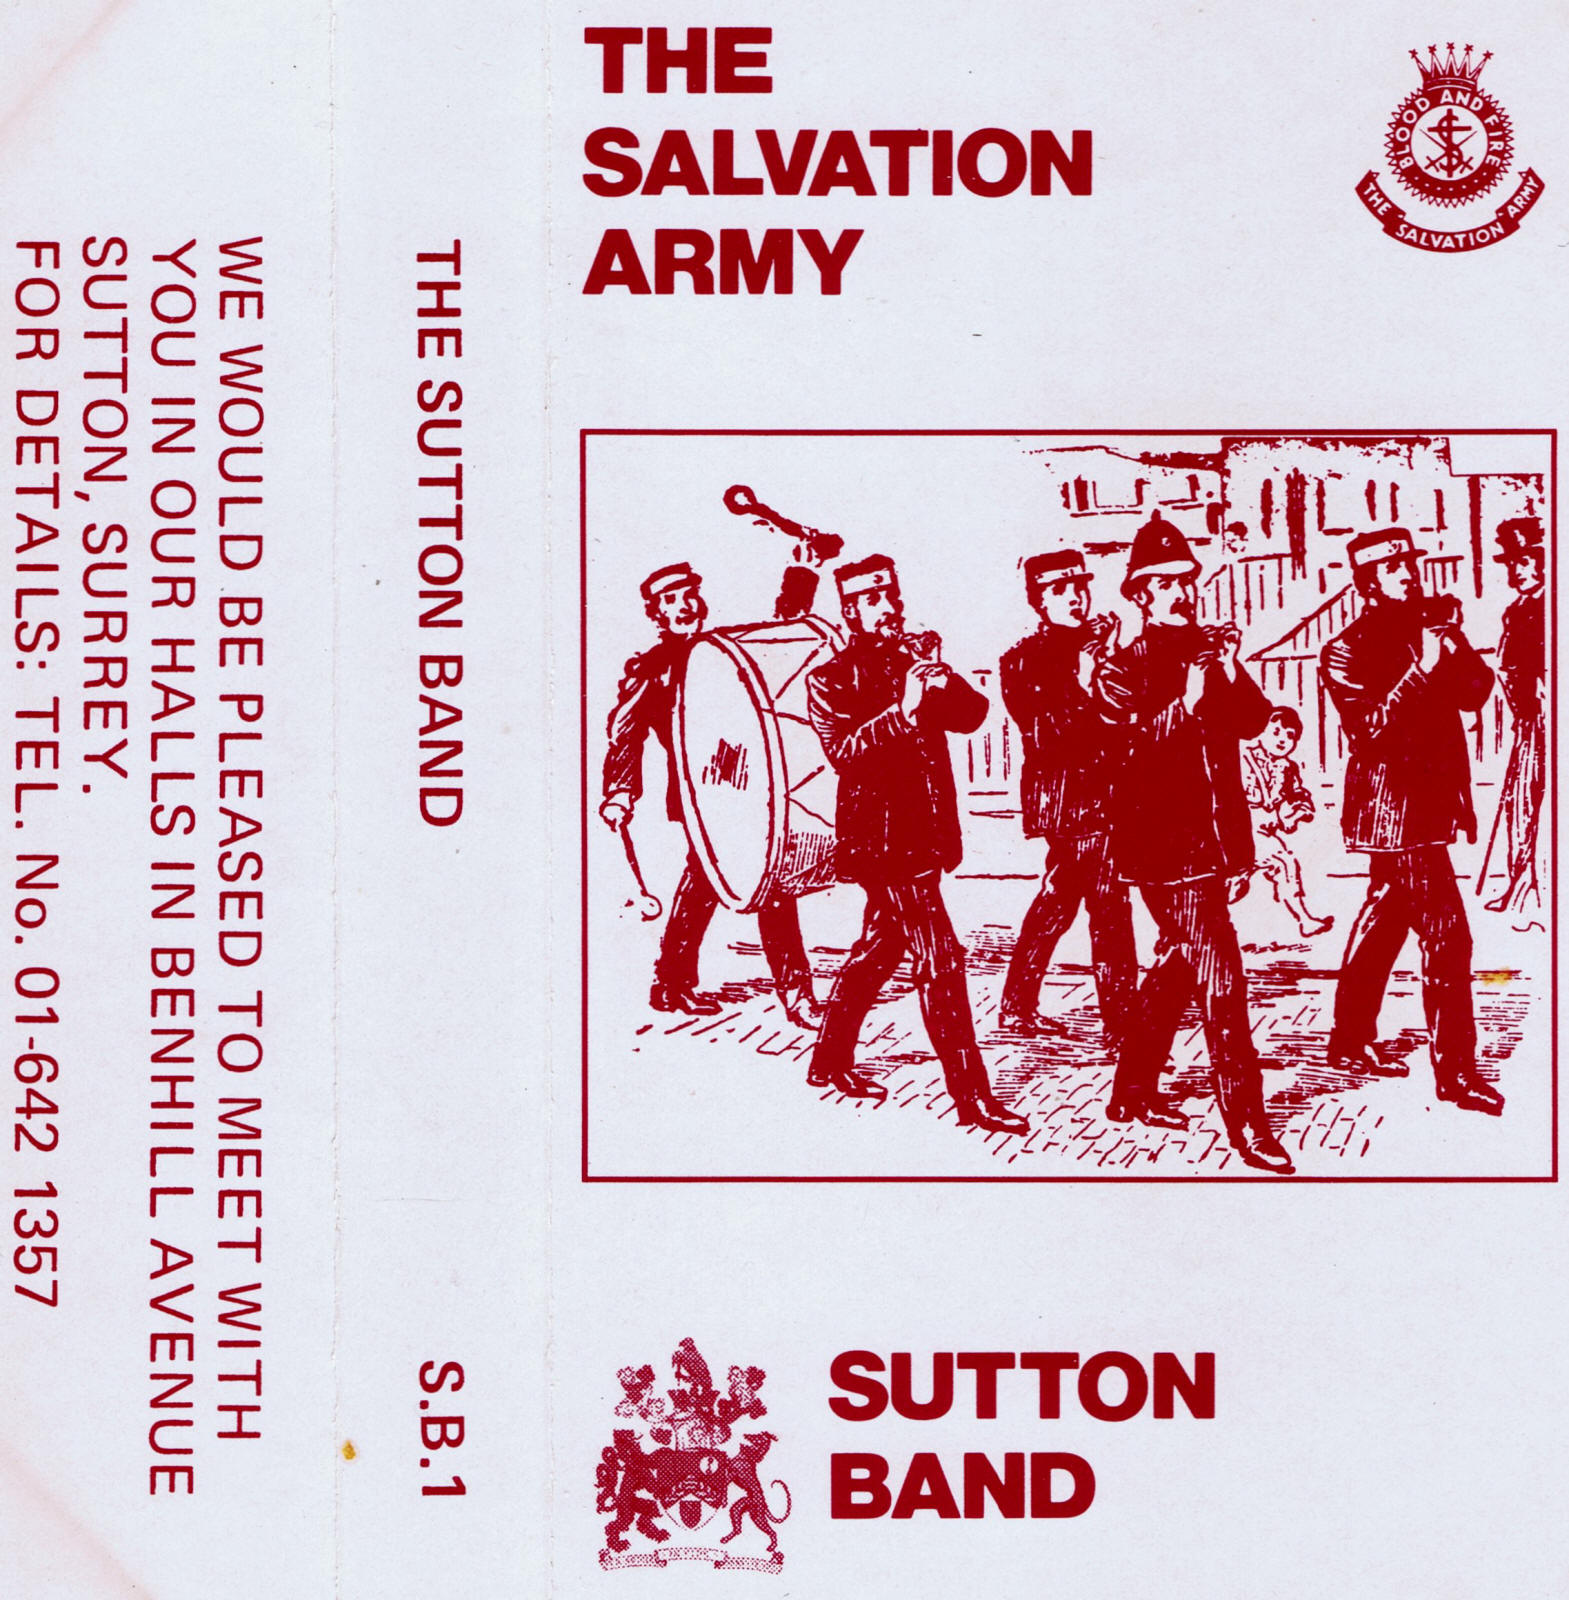 THE
SALVATION
ARMY
BLOOD AND FIRE
THE SALVATION ARMY
SUTTON
BAND
THE SUTTON BAND
S.B.1
WE WOULD BE PLEASED TO MEET WITH
YOU IN OUR HALLS IN BENHILL AVENUE
SUTTON, SURREY.
FOR DETAILS: TEL. No. 01-642 1357